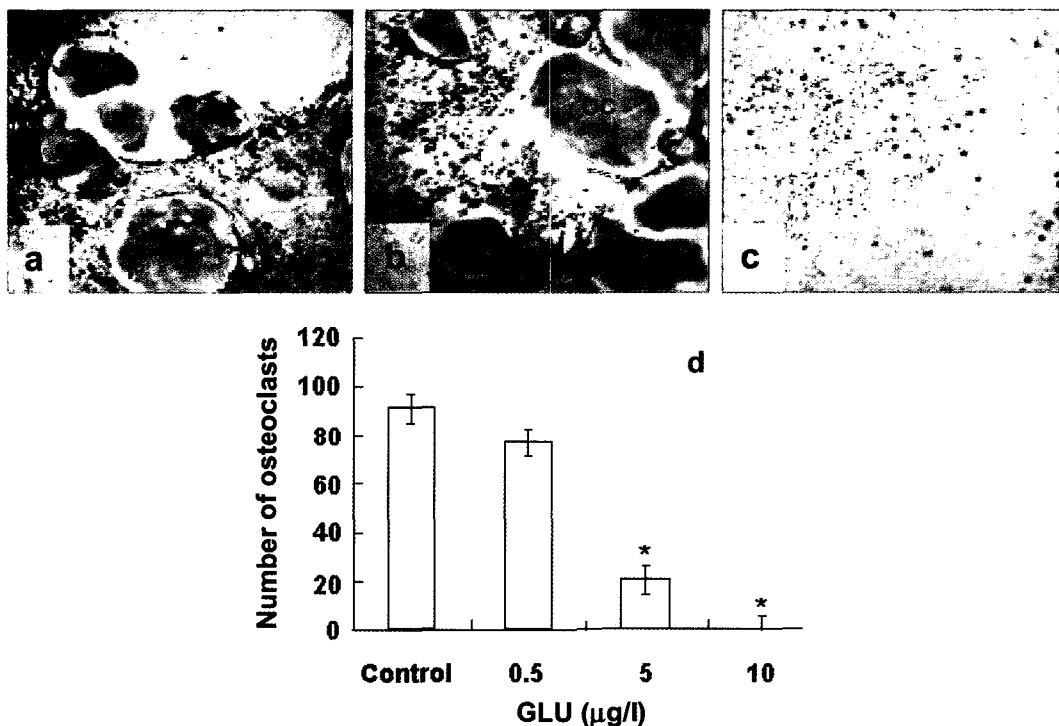 a
b
c
d
120
100
80
60
40
20
0
Number of osteoclasts
*
*
Control 0.5 5 10
GLU (µg/l)